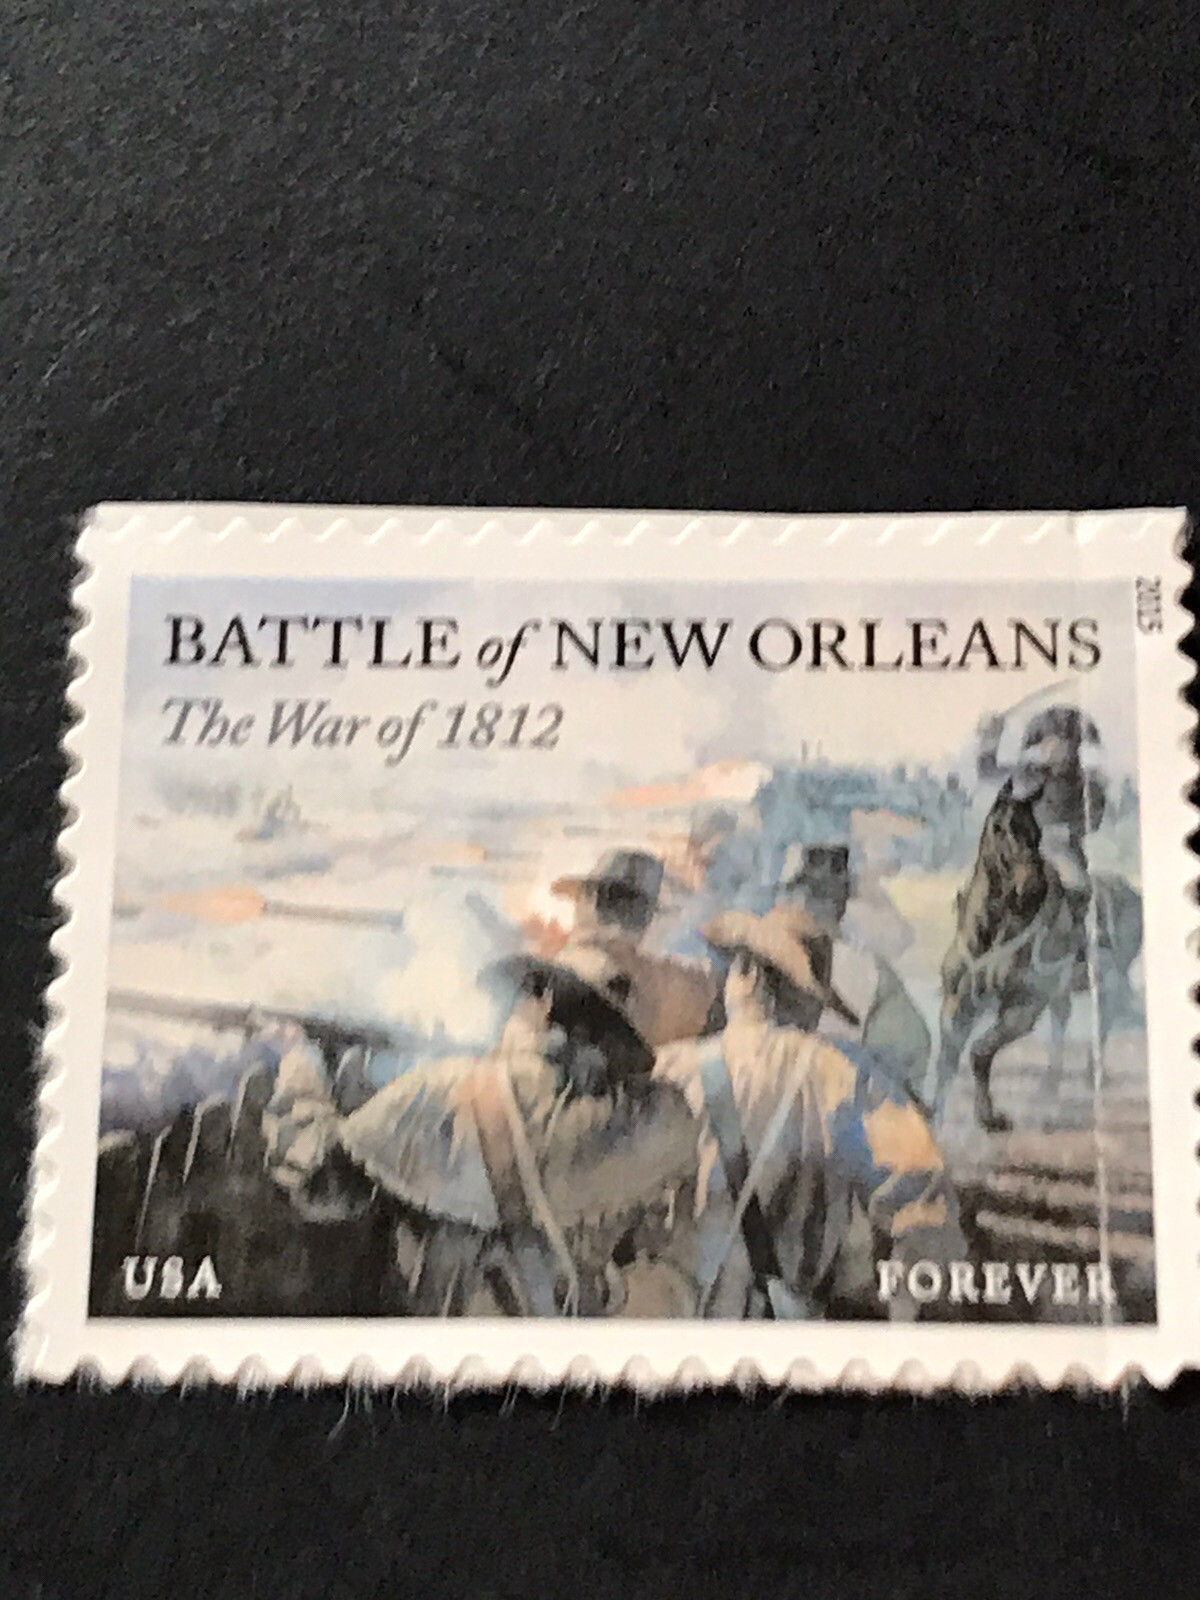 BATTLE of NEW ORLEANS
The War of 1812
2015
USA
FOREVER